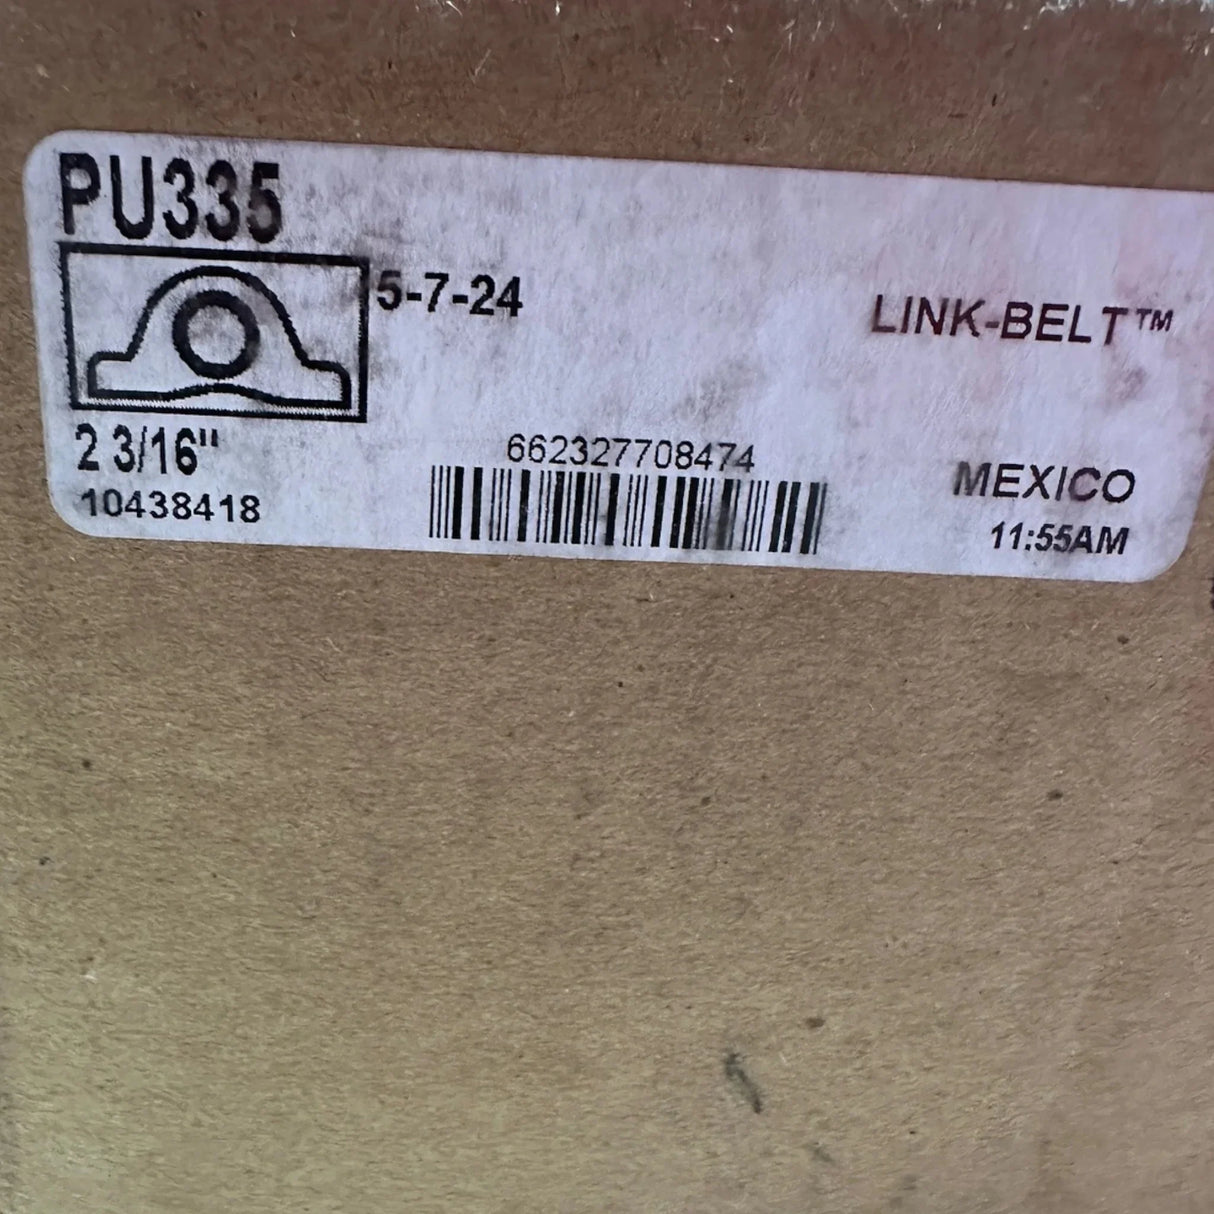 PU335
5-7-24
LINK-BELT™
2 3/16"
662327708474
MEXICO
10438418
11:55AM